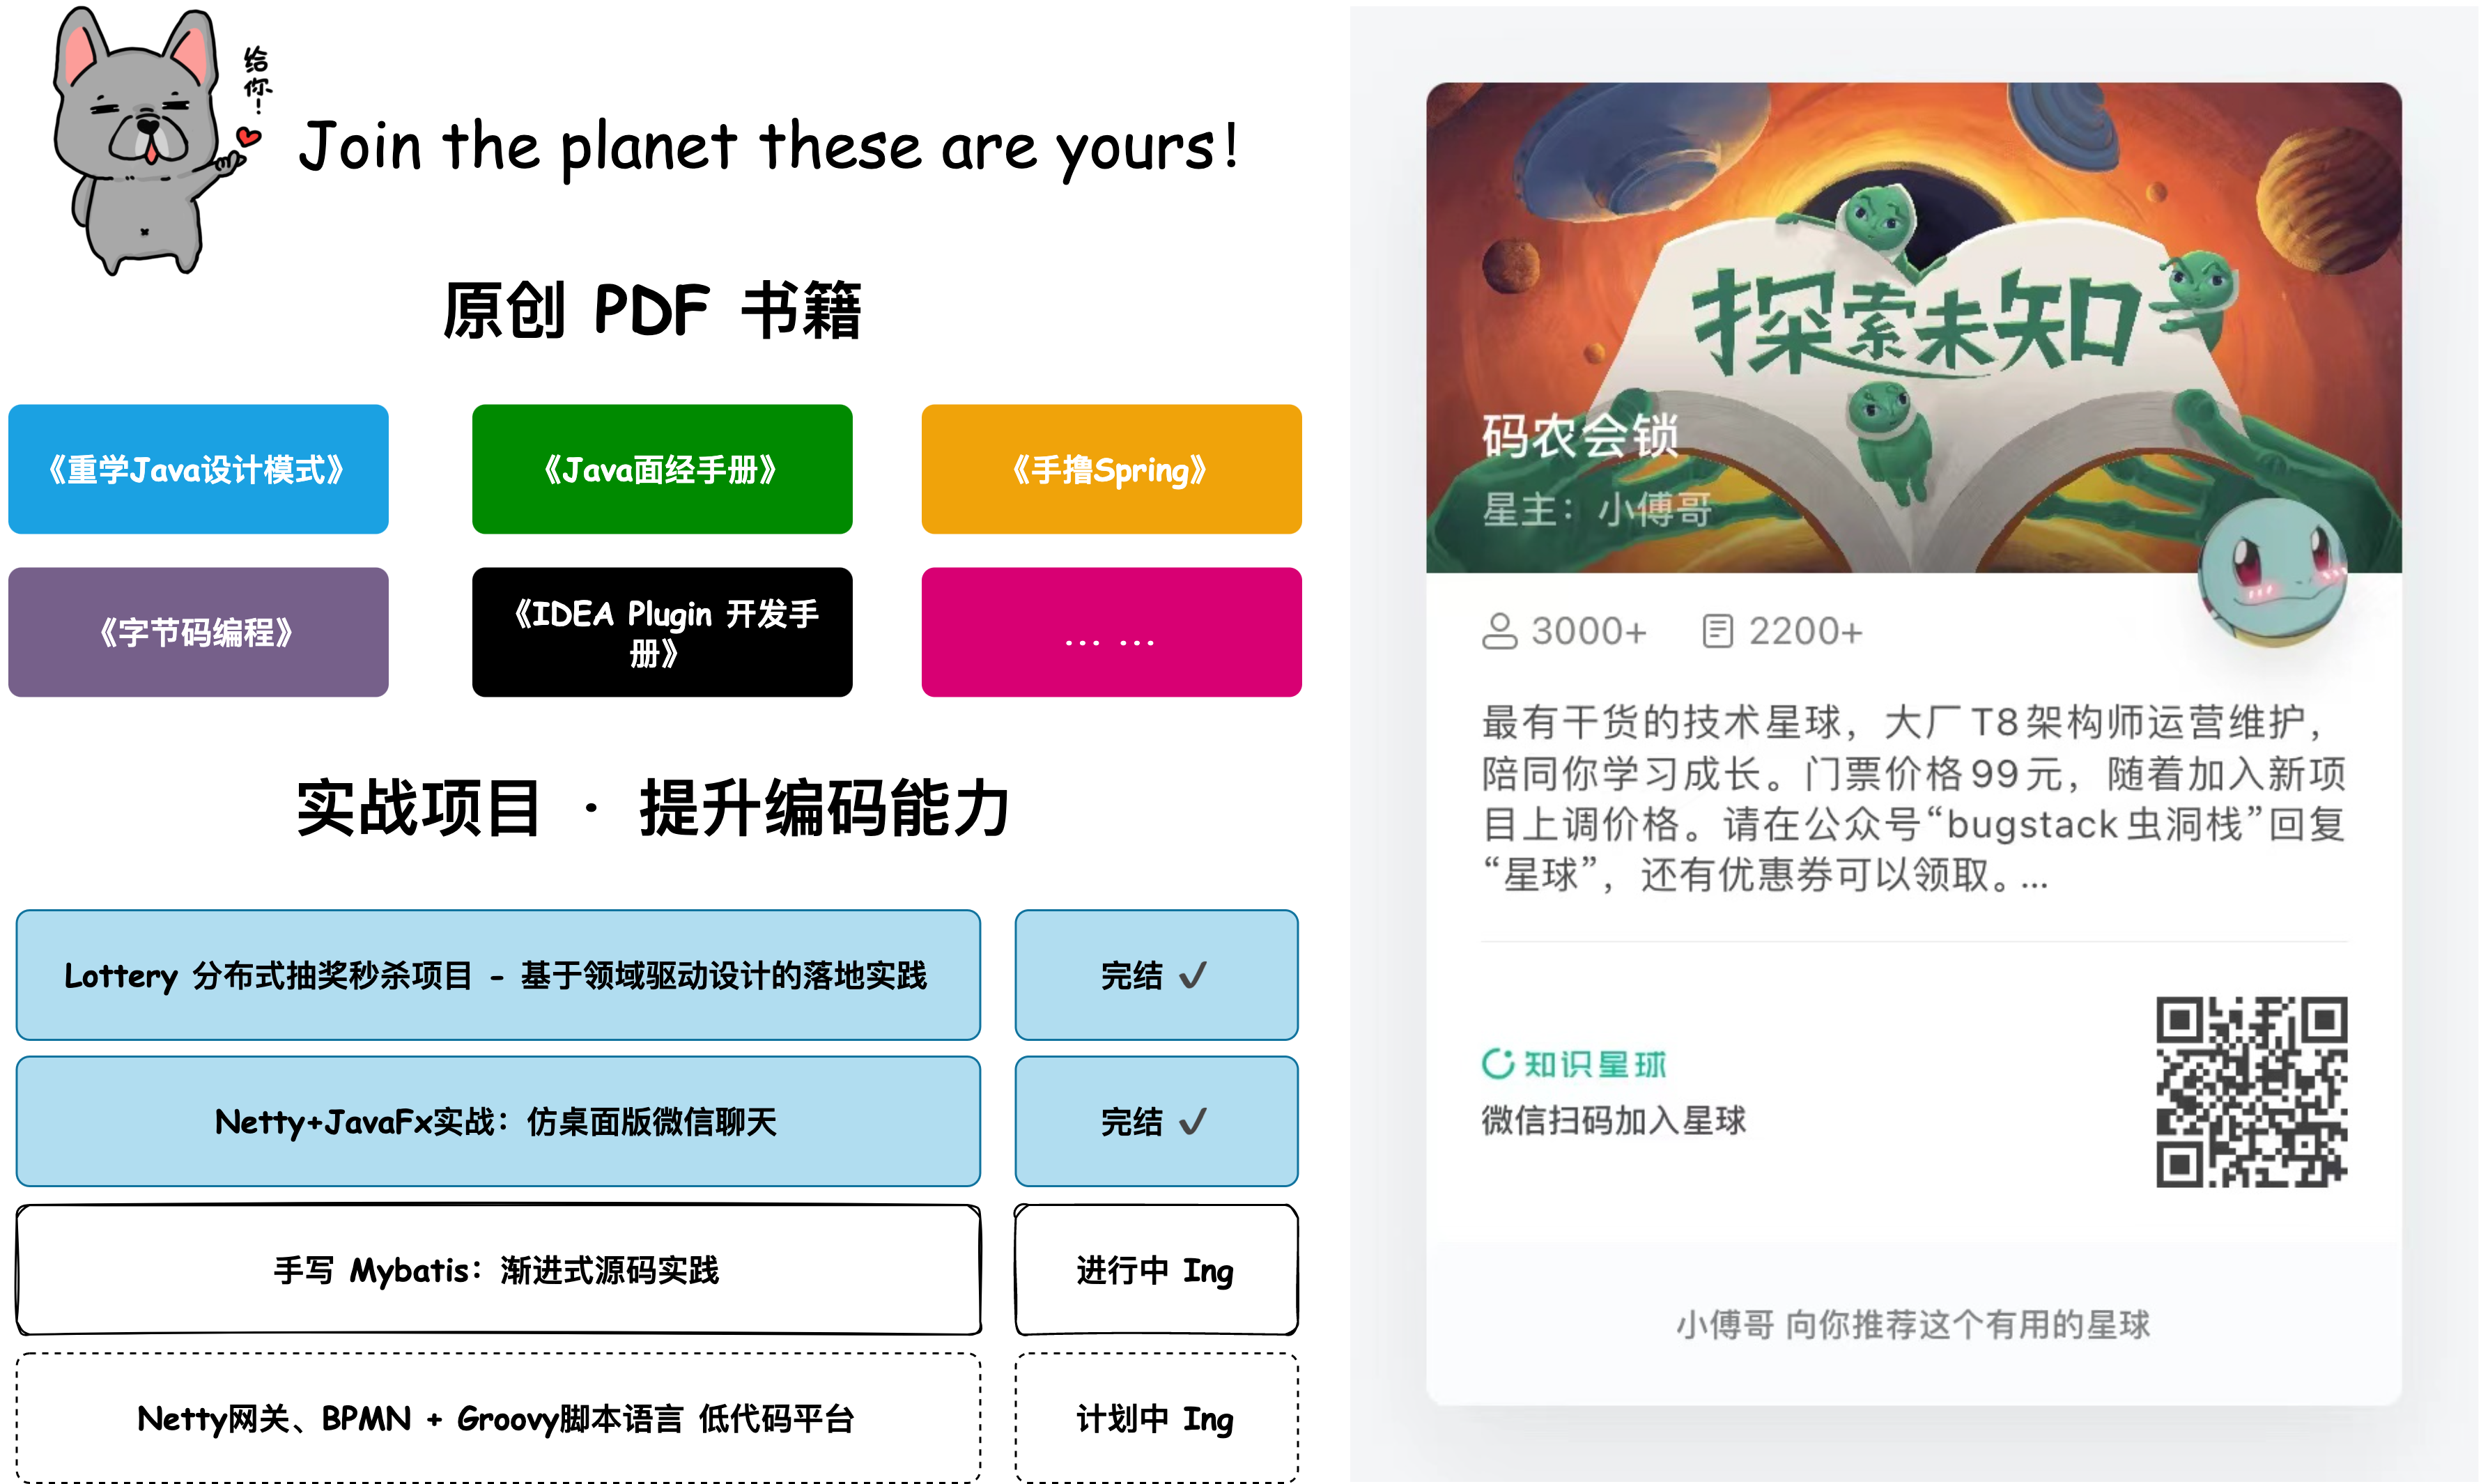 给你！
Join the planet these are yours!
原创 PDF 书籍
《重学Java设计模式》
《Java面经手册》
《手撸Spring》
《字节码编程》
《IDEA Plugin 开发手
册》
... ...
实战项目 · 提升编码能力
Lottery 分布式抽奖秒杀项目 - 基于领域驱动设计的落地实践
完结 ✓
Netty+JavaFx实战：仿桌面版微信聊天
完结 ✓
手写 Mybatis：渐进式源码实践
进行中 Ing
Netty网关、BPMN + Groovy脚本语言 低代码平台
计划中 Ing
探索未知
码农会锁
星主：小傅哥
3000+
2200+
最有干货的技术星球，大厂T8架构师运营维护，
陪同你学习成长。门票价格99元，随着加入新项
目上调价格。请在公众号“bugstack虫洞栈”回复
“星球”，还有优惠券可以领取。...
知识星球
微信扫码加入星球
小傅哥 向你推荐这个有用的星球